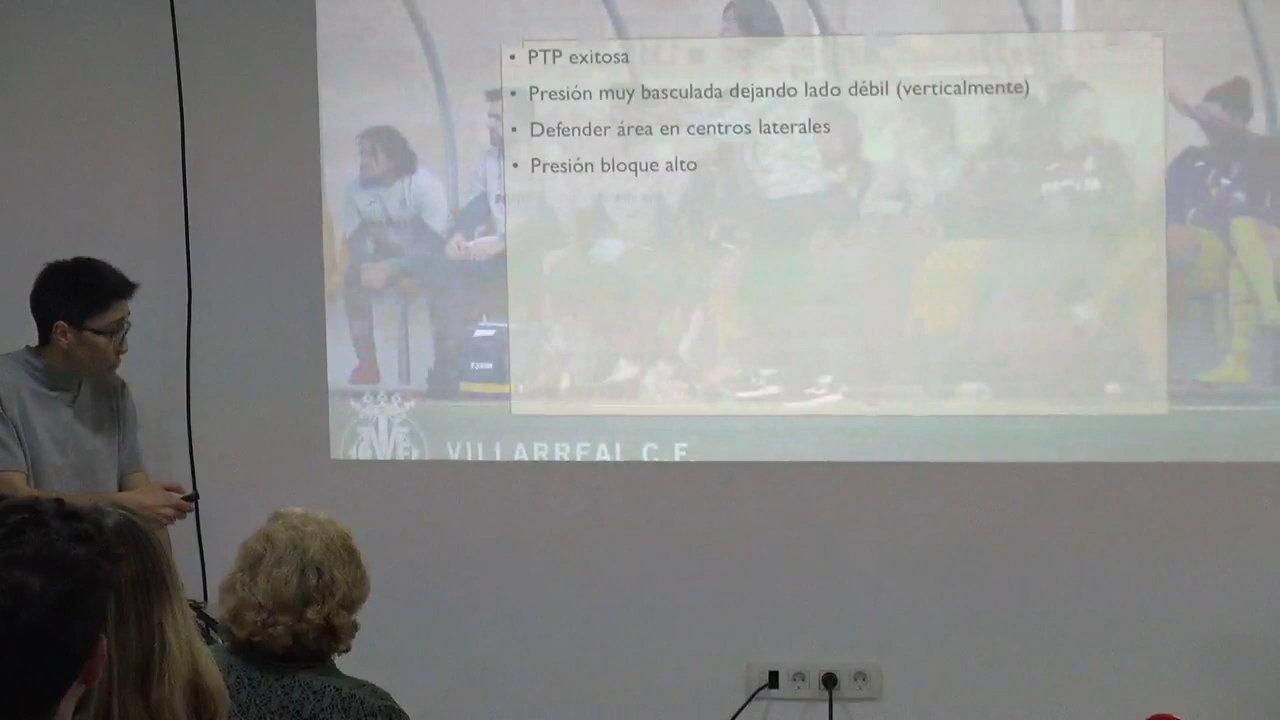 • PTP exitosa
• Presión muy basculada dejando lado débil (verticalmente)
• Defender área en centros laterales
• Presión bloque alto
VILLARREAL C.F.